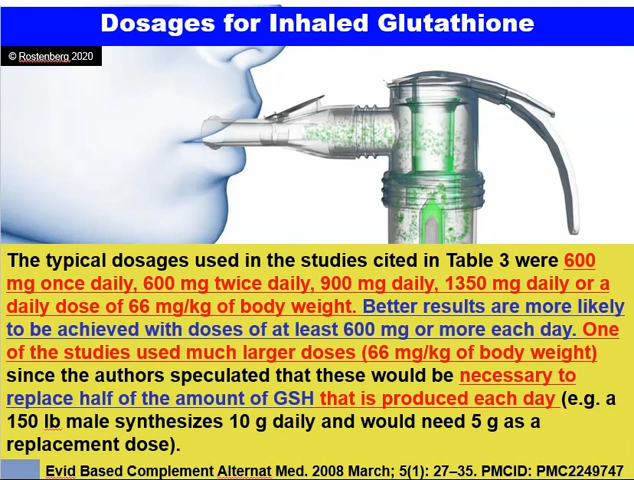 Dosages for Inhaled Glutathione
© Rostenberg 2020
The typical dosages used in the studies cited in Table 3 were 600
mg once daily, 600 mg twice daily, 900 mg daily, 1350 mg daily or a
daily dose of 66 mg/kg of body weight. Better results are more likely
to be achieved with doses of at least 600 mg or more each day. One
of the studies used much larger doses (66 mg/kg of body weight)
since the authors speculated that these would be necessary to
replace half of the amount of GSH that is produced each day (e.g. a
150 lb male synthesizes 10 g daily and would need 5 g as a
replacement dose).
Evid Based Complement Alternat Med. 2008 March; 5(1): 27–35. PMCID: PMC2249747